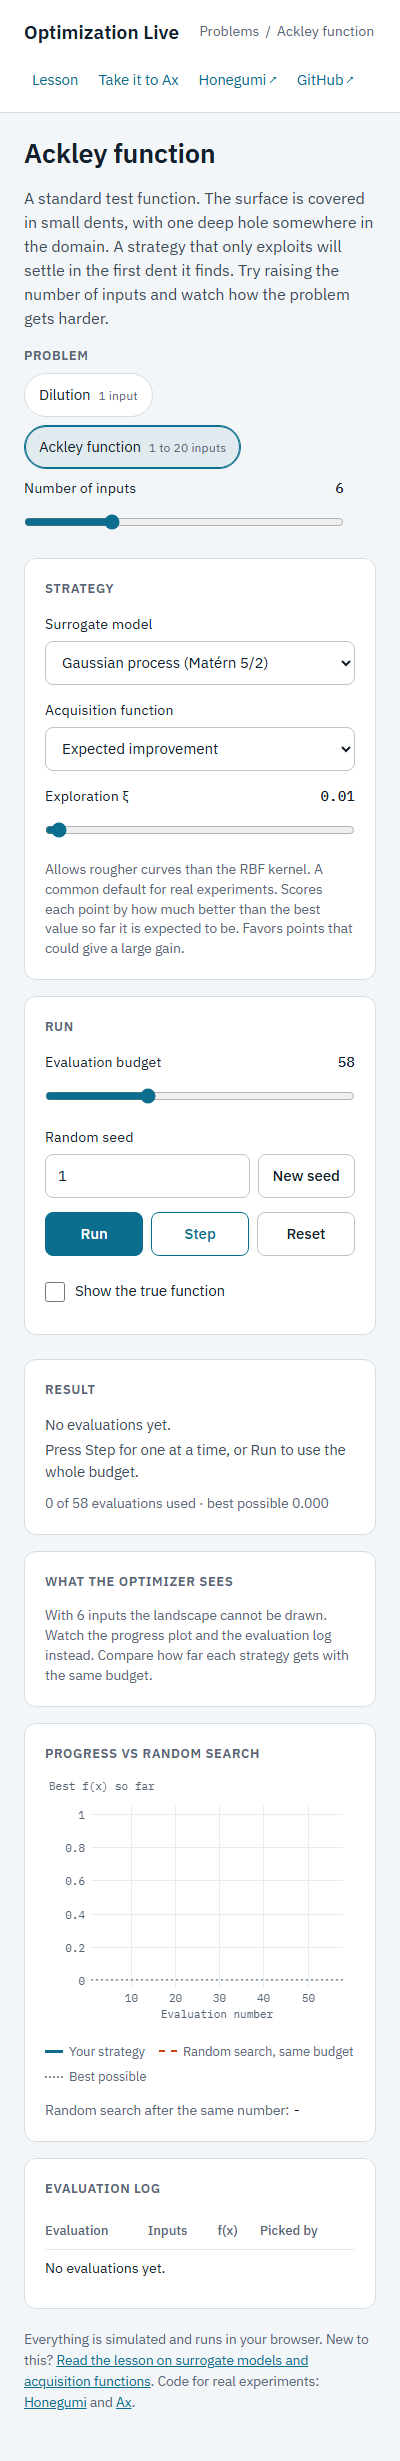 Optimization Live Problems / Ackley function
Lesson Take it to Ax Honegumi↗ GitHub↗
Ackley function
A standard test function. The surface is covered
in small dents, with one deep hole somewhere in
the domain. A strategy that only exploits will
settle in the first dent it finds. Try raising the
number of inputs and watch how the problem
gets harder.
PROBLEM
Dilution 1 input
Ackley function 1 to 20 inputs
Number of inputs 6
STRATEGY
Surrogate model
Gaussian process (Matérn 5/2)
Acquisition function
Expected improvement
Exploration ξ 0.01
Allows rougher curves than the RBF kernel. A
common default for real experiments. Scores
each point by how much better than the best
value so far it is expected to be. Favors points that
could give a large gain.
RUN
Evaluation budget 58
Random seed
1 New seed
Run Step Reset
Show the true function
RESULT
No evaluations yet.
Press Step for one at a time, or Run to use the
whole budget.
0 of 58 evaluations used · best possible 0.000
WHAT THE OPTIMIZER SEES
With 6 inputs the landscape cannot be drawn.
Watch the progress plot and the evaluation log
instead. Compare how far each strategy gets with
the same budget.
PROGRESS VS RANDOM SEARCH
Best f(x) so far
1
0.8
0.6
0.4
0.2
0
10 20 30 40 50
Evaluation number
Your strategy Random search, same budget
Best possible
Random search after the same number: -
EVALUATION LOG
Evaluation Inputs f(x) Picked by
No evaluations yet.
Everything is simulated and runs in your browser. New to
this? Read the lesson on surrogate models and
acquisition functions. Code for real experiments:
Honegumi and Ax.